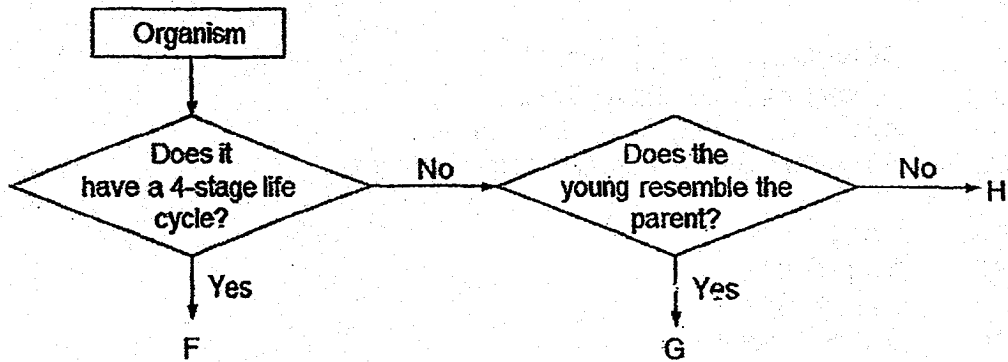 Organism
Does it
have a 4-stage life
cycle?
No
Does the
young resemble the
parent?
No
H
Yes
F
Yes
G